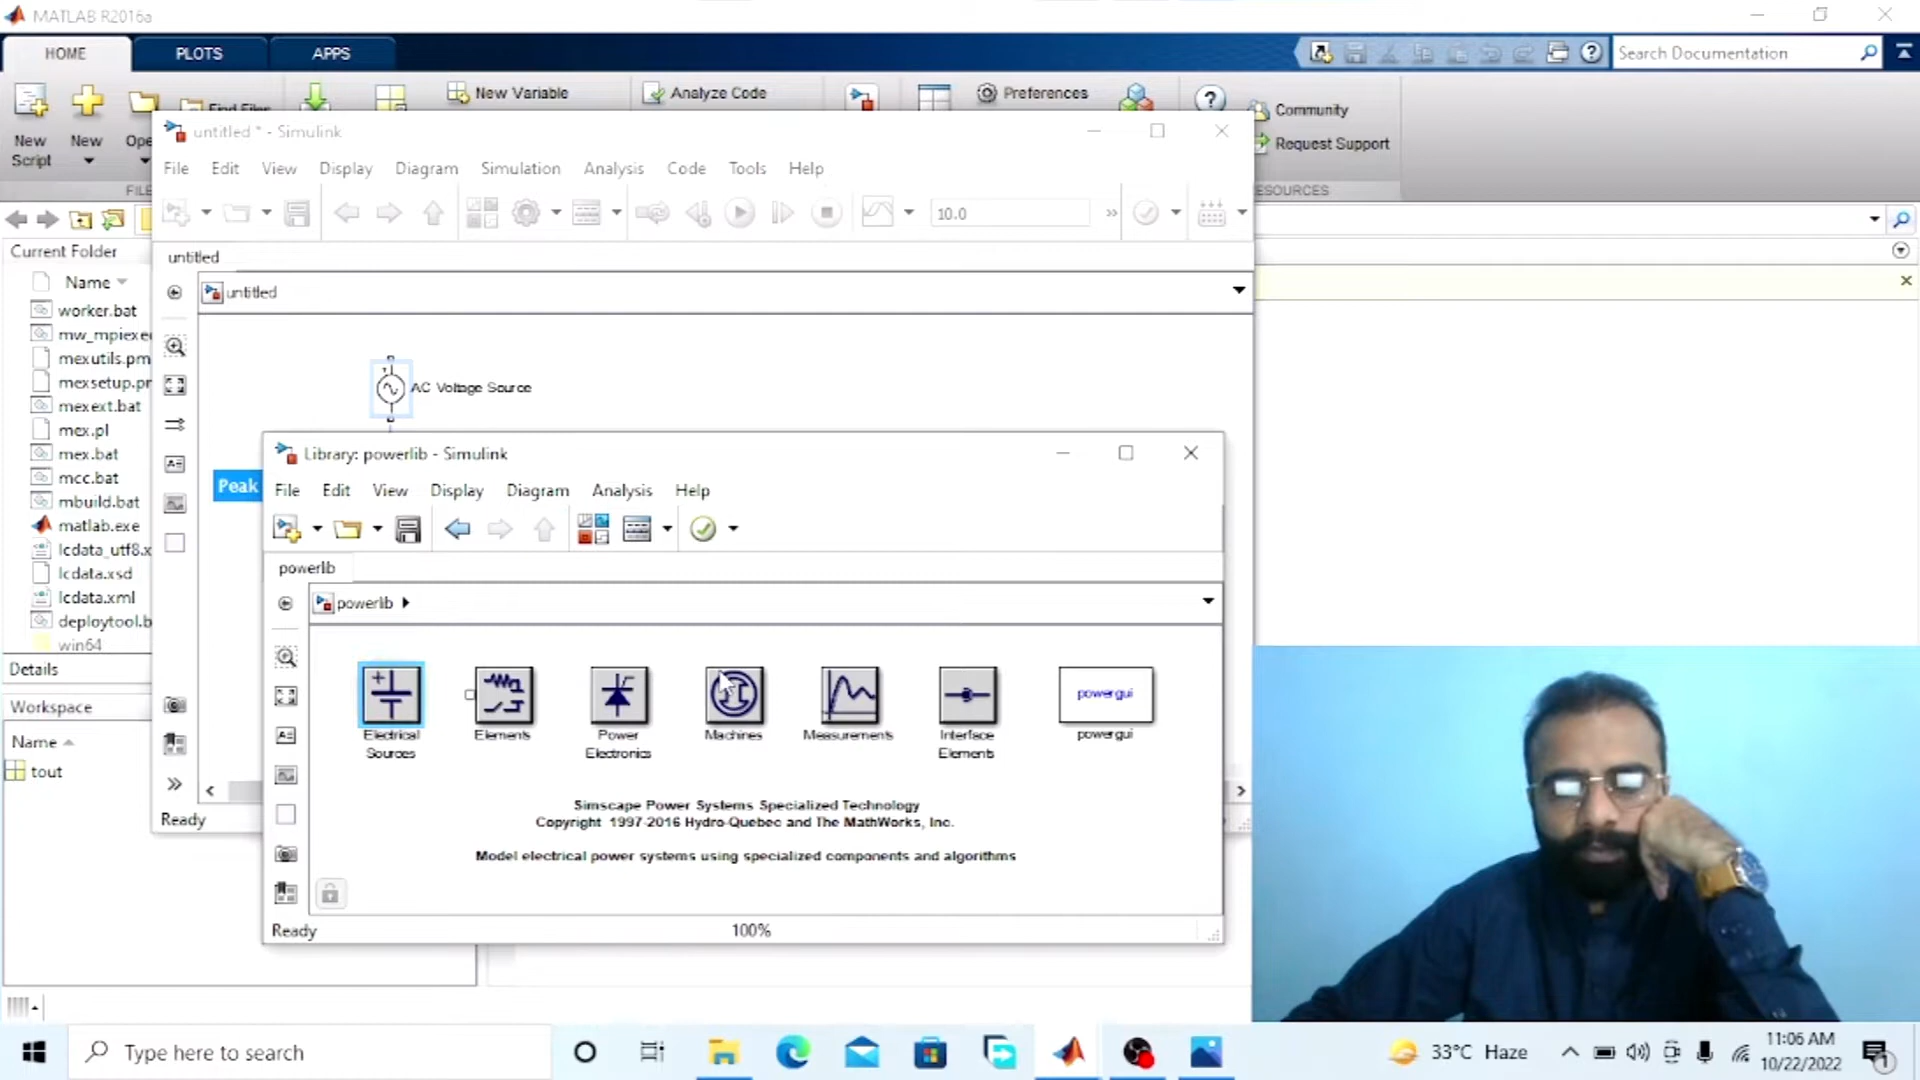 MATLAB R2016a
HOME
PLOTS
APPS
Search Documentation
New Script
New
Find Files
New Variable
Analyze Code
Preferences
Community
Request Support
untitled * - Simulink
File Edit View Display Diagram Simulation Analysis Code Tools Help
10.0
untitled
untitled
Current Folder
Name
worker.bat
mexutils.pm
mex.pl
mexext.bat
mex.bat
mcc.bat
mbuild.bat
matlab.exe
lcdata_utf8.x
lcdata.xsd
lcdata.xml
deploytool.b
win64
Details
Workspace
Name
tout
AC Voltage Source
Peak
Ready
Library: powerlib - Simulink
File Edit View Display Diagram Analysis Help
powerlib
powerlib
powergui
Electrical Sources
Elements
Power Electronics
Machines
Measurements
Interface Elements
powergui
Simscape Power Systems Specialized Technology
Copyright 1997-2016 Hydro-Quebec and The MathWorks, Inc.
Model electrical power systems using specialized components and algorithms
Ready
100%
Type here to search
33°C Haze
11:06 AM
10/22/2022
1